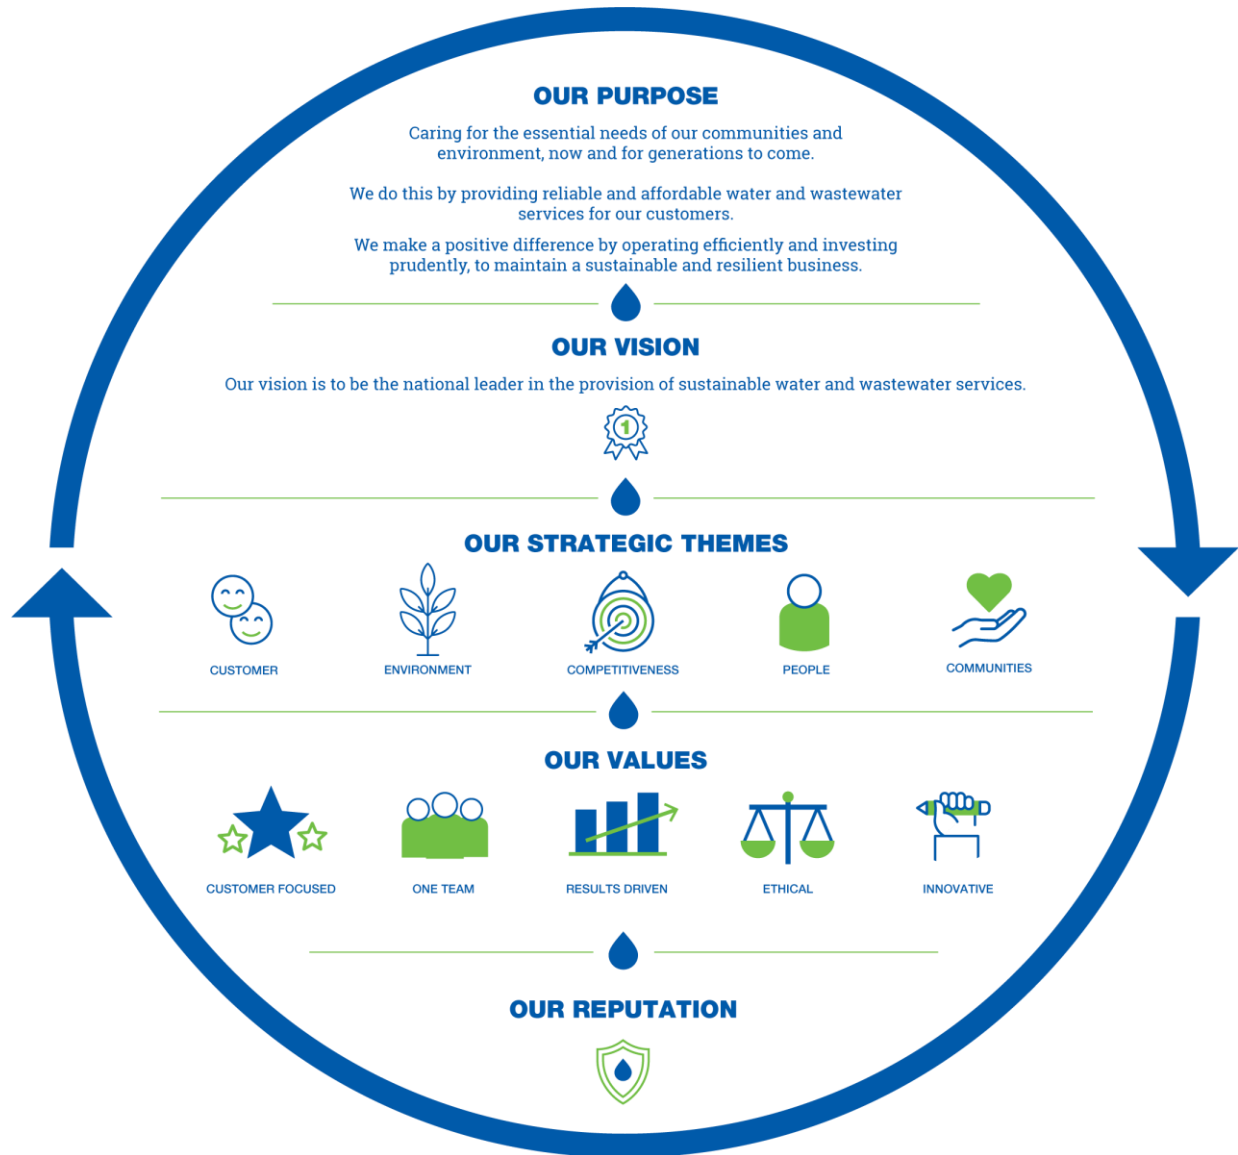 OUR PURPOSE
Caring for the essential needs of our communities and
environment, now and for generations to come.
We do this by providing reliable and affordable water and wastewater
services for our customers.
We make a positive difference by operating efficiently and investing
prudently, to maintain a sustainable and resilient business.
OUR VISION
Our vision is to be the national leader in the provision of sustainable water and wastewater services.
1
OUR STRATEGIC THEMES
CUSTOMER
ENVIRONMENT
COMPETITIVENESS
PEOPLE
COMMUNITIES
OUR VALUES
CUSTOMER FOCUSED
ONE TEAM
RESULTS DRIVEN
ETHICAL
INNOVATIVE
OUR REPUTATION